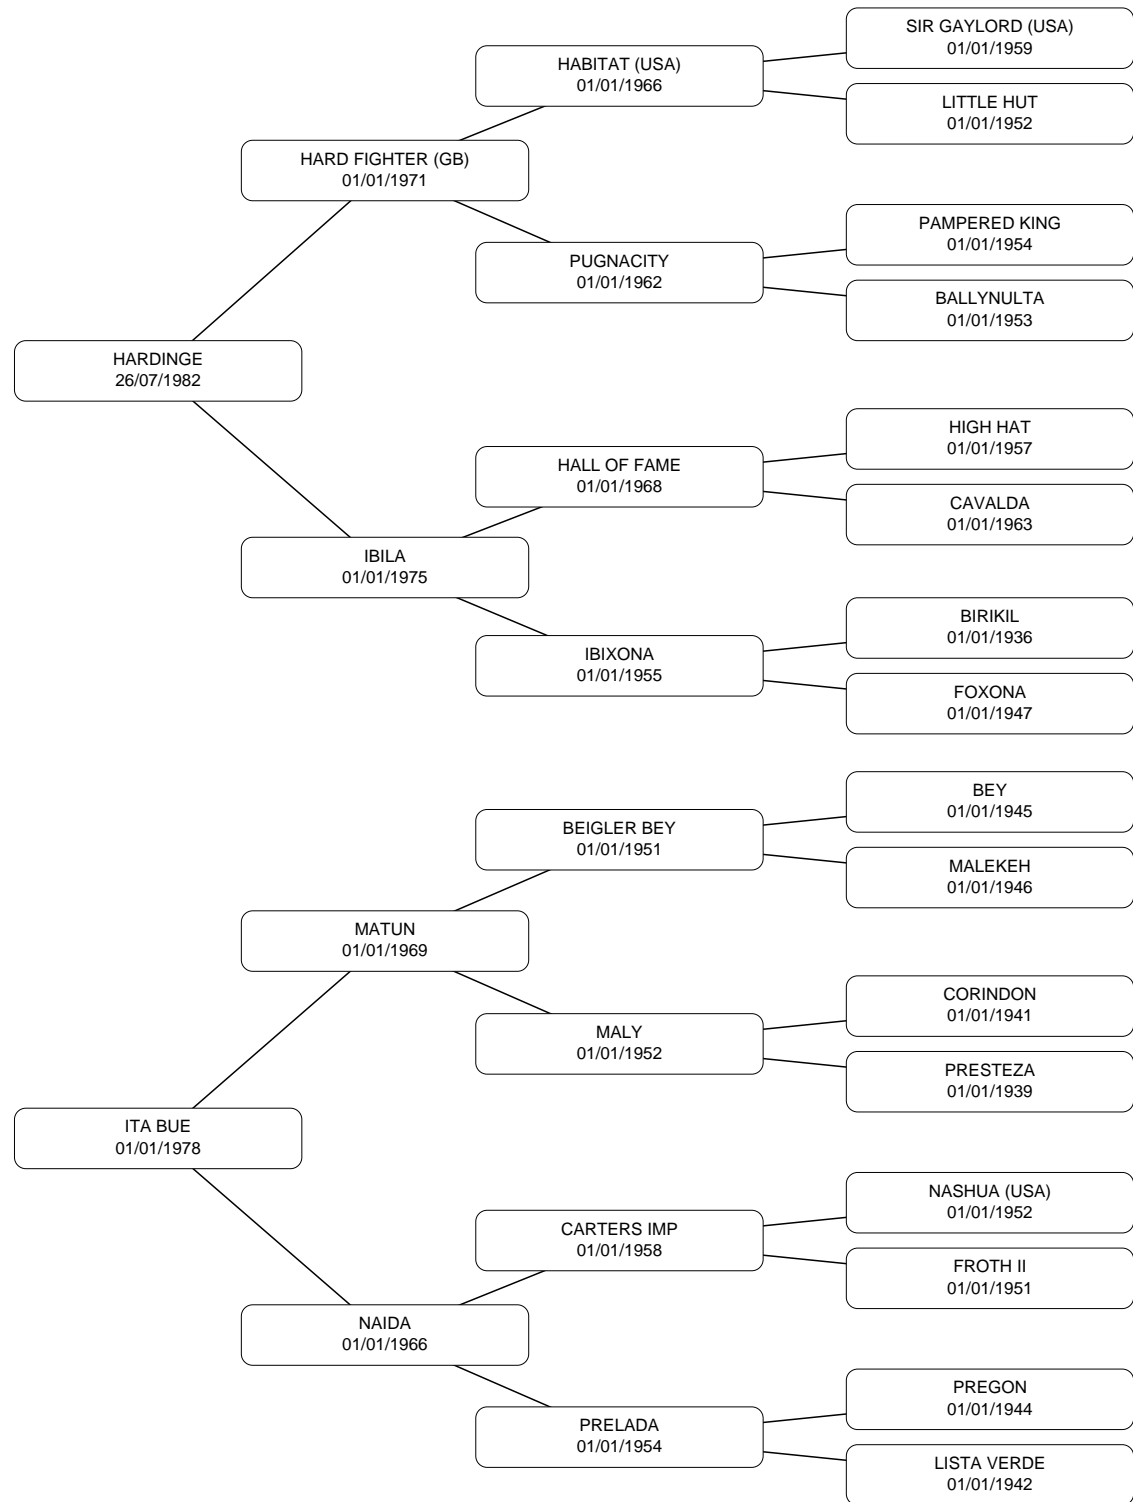 SIR GAYLORD (USA)
01/01/1959
HABITAT (USA)
01/01/1966
LITTLE HUT
01/01/1952
HARD FIGHTER (GB)
01/01/1971
PAMPERED KING
01/01/1954
PUGNACITY
01/01/1962
BALLYNULTA
01/01/1953
HARDINGE
26/07/1982
HIGH HAT
01/01/1957
HALL OF FAME
01/01/1968
CAVALDA
01/01/1963
IBILA
01/01/1975
BIRIKIL
01/01/1936
IBIXONA
01/01/1955
FOXONA
01/01/1947
BEY
01/01/1945
BEIGLER BEY
01/01/1951
MALEKEH
01/01/1946
MATUN
01/01/1969
CORINDON
01/01/1941
MALY
01/01/1952
PRESTEZA
01/01/1939
ITA BUE
01/01/1978
NASHUA (USA)
01/01/1952
CARTERS IMP
01/01/1958
FROTH II
01/01/1951
NAIDA
01/01/1966
PREGON
01/01/1944
PRELADA
01/01/1954
LISTA VERDE
01/01/1942